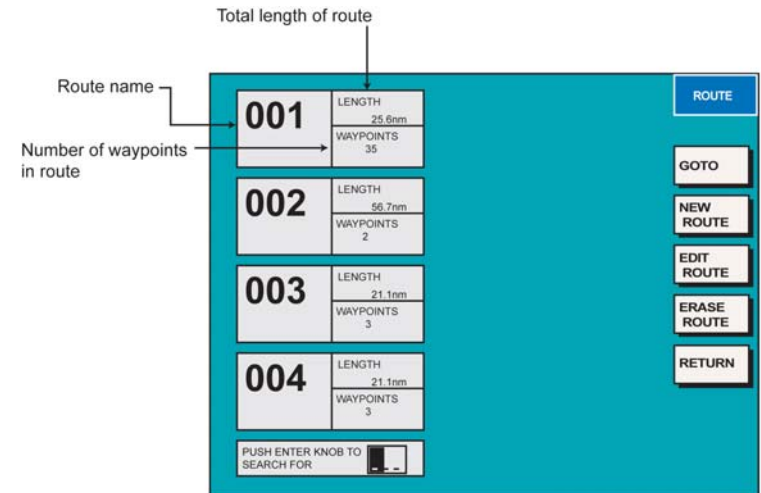 Total length of route
Route name
Number of waypoints
in route
001
LENGTH
25.6nm
WAYPOINTS
35
002
LENGTH
56.7nm
WAYPOINTS
2
003
LENGTH
21.1nm
WAYPOINTS
3
004
LENGTH
21.1nm
WAYPOINTS
3
PUSH ENTER KNOB TO
SEARCH FOR
_ _ _
ROUTE
GOTO
NEW
ROUTE
EDIT
ROUTE
ERASE
ROUTE
RETURN